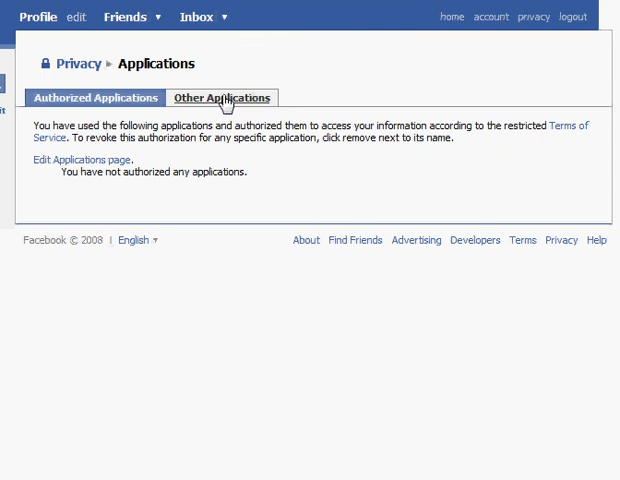 Profile edit Friends ▼ Inbox ▼ home account privacy logout
Privacy ▶ Applications
Authorized Applications Other Applications
You have used the following applications and authorized them to access your information according to the restricted Terms of
Service. To revoke this authorization for any specific application, click remove next to its name.
Edit Applications page.
You have not authorized any applications.
Facebook © 2008 | English ▼ About Find Friends Advertising Developers Terms Privacy Help